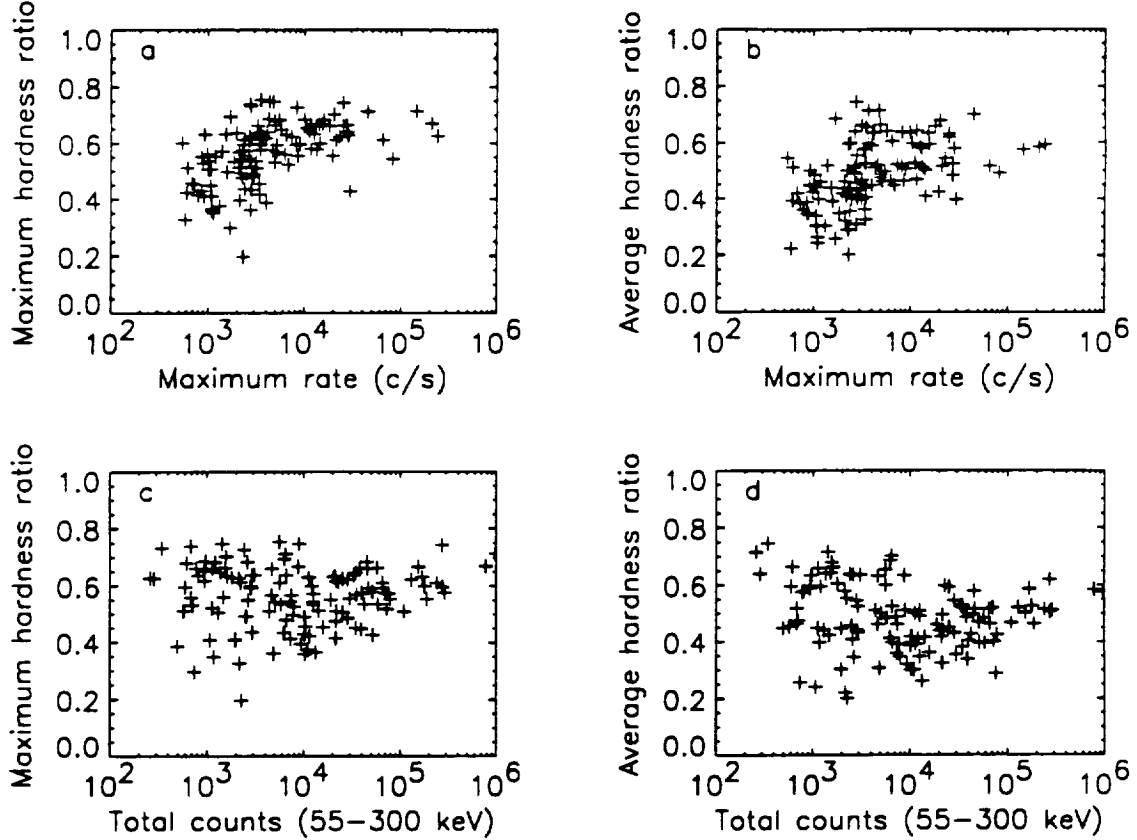 a
Maximum hardness ratio
1.0
0.8
0.6
0.4
0.2
0.0
10^2 10^3 10^4 10^5 10^6
Maximum rate (c/s)
b
Average hardness ratio
1.0
0.8
0.6
0.4
0.2
0.0
10^2 10^3 10^4 10^5 10^6
Maximum rate (c/s)
c
Maximum hardness ratio
1.0
0.8
0.6
0.4
0.2
0.0
10^2 10^3 10^4 10^5 10^6
Total counts (55-300 keV)
d
Average hardness ratio
1.0
0.8
0.6
0.4
0.2
0.0
10^2 10^3 10^4 10^5 10^6
Total counts (55-300 keV)